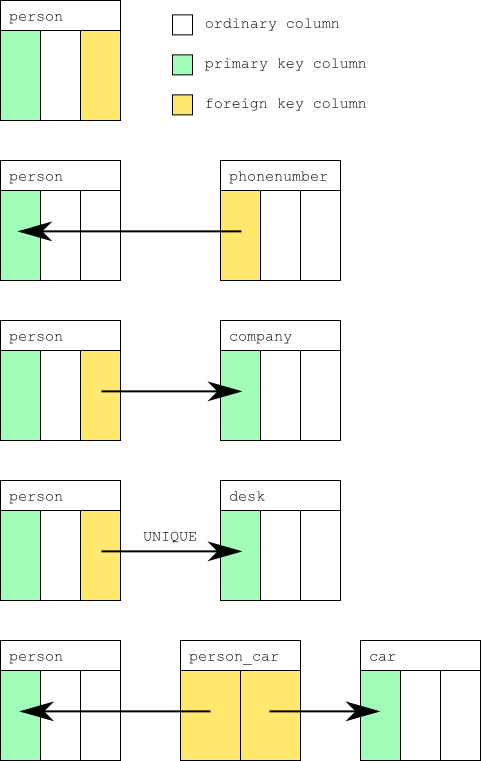 person
ordinary column
primary key column
foreign key column
person
phonenumber
person
company
person
desk
UNIQUE
person
person_car
car